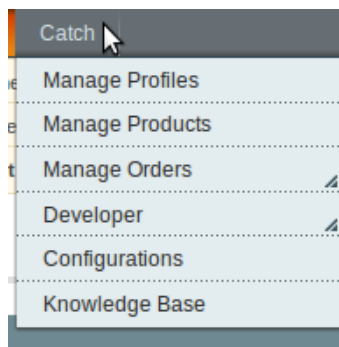 Catch
Manage Profiles
Manage Products
Manage Orders
Developer
Configurations
Knowledge Base